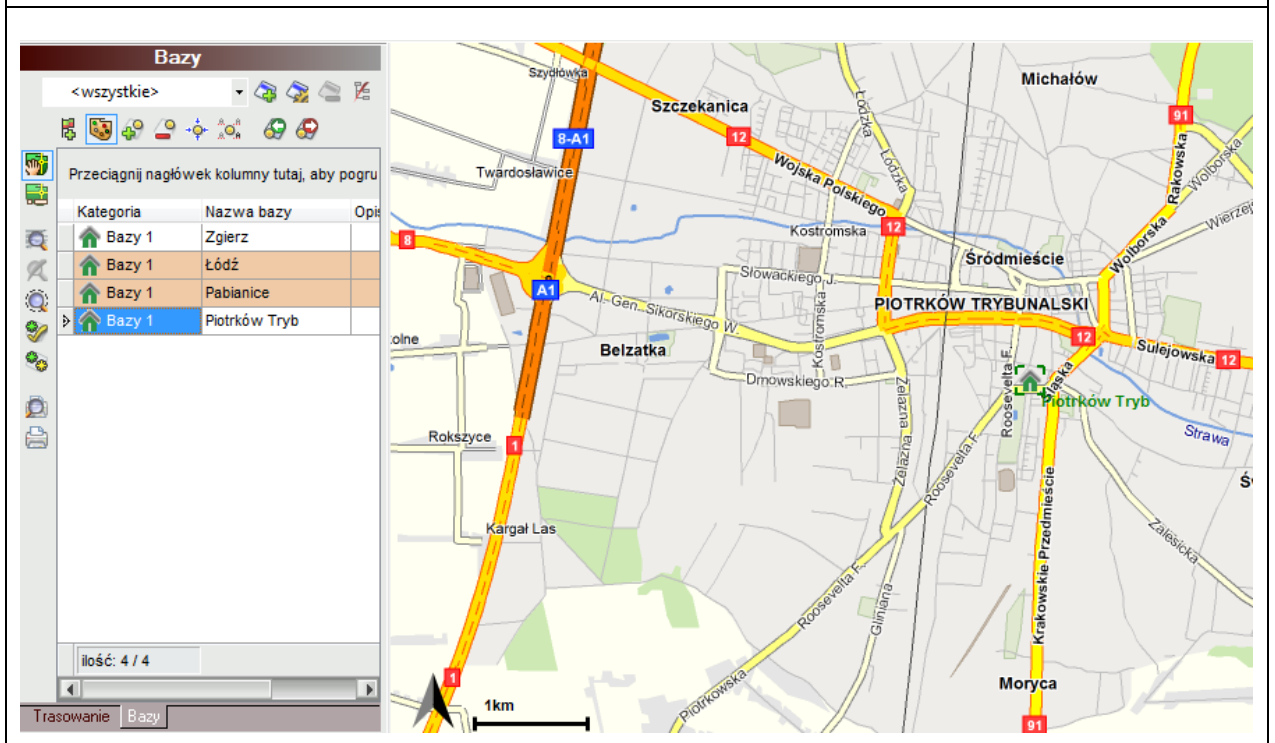 Bazy
<wszystkie>
Przeciągnij nagłówek kolumny tutaj, aby pogru
Kategoria Nazwa bazy Opis
Bazy 1 Zgierz
Bazy 1 Łódź
Bazy 1 Pabianice
Bazy 1 Piotrków Tryb
ilość: 4 / 4
Trasowanie Bazy
Szydłówka
Michałów
Szczekanica
Łódzka
91
8-A1
12
Wojska Polskiego
Łódzka
Rakowska
Wolborska
Twardosławice
Wierzej
Kostromska
12
8
Wolborska
Śródmieście
Słowackiego J.
A1
Al. Gen. Sikorskiego W.
PIOTRKÓW TRYBUNALSKI
Kostromska
12
Sulejowska
12
olne
Belzatka
Dmowskiego R.
Roosevelta F.
Śląska
Piotrków Tryb
Żelazna
Żelazna
Rokszyce
1
Strawa
Roosevelta F.
Kargał Las
Krakowskie Przedmieście
Zalesicka
Roosevelta F.
Gliniana
Moryca
1
Piotrkowska
1km
91